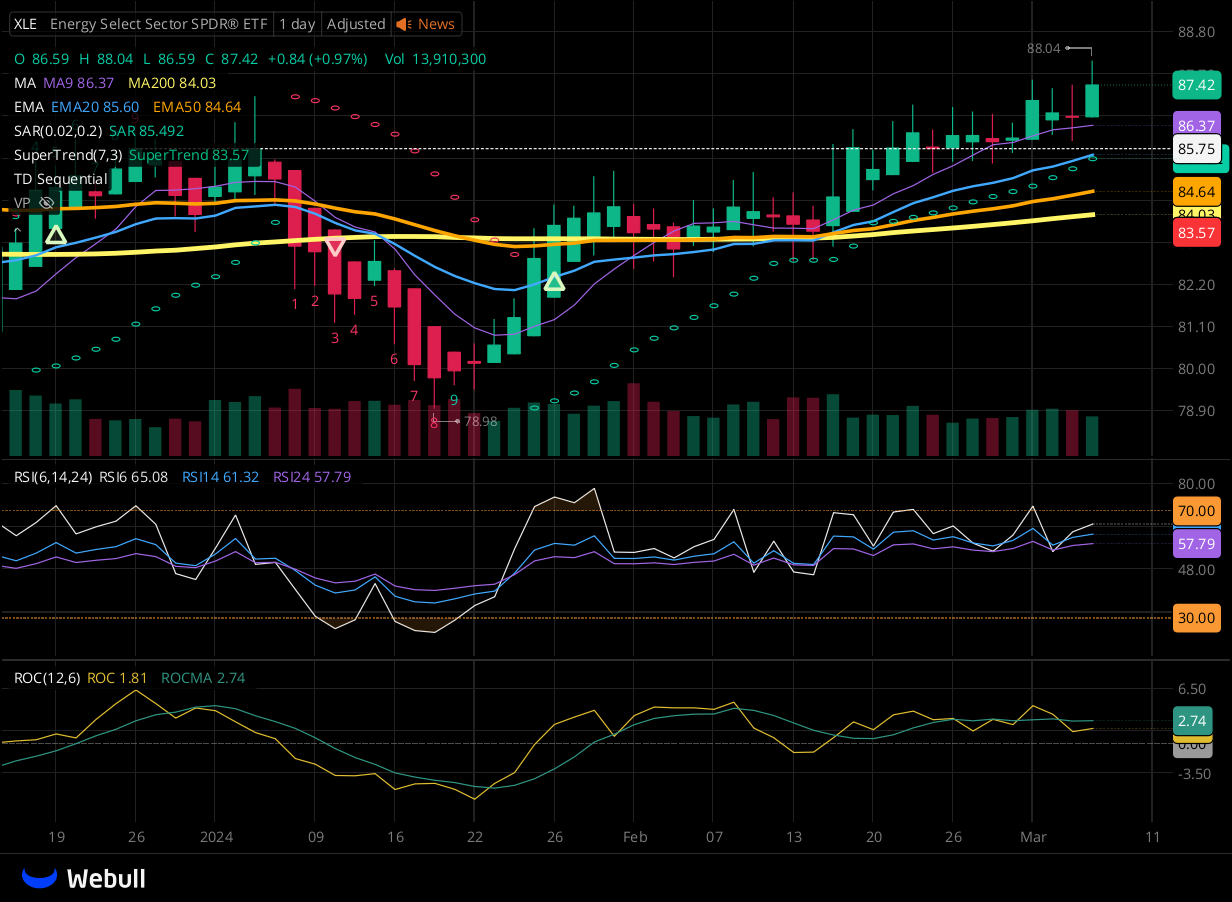 XLE Energy Select Sector SPDR® ETF 1 day Adjusted News
88.80
88.04
O 86.59 H 88.04 L 86.59 C 87.42 +0.84 (+0.97%) Vol 13,910,300
MA MA9 86.37 MA200 84.03
87.42
EMA EMA20 85.60 EMA50 84.64
SAR(0.02,0.2) SAR 85.492
86.37
SuperTrend(7,3) SuperTrend 83.57
85.75
TD Sequential
84.64
VP
84.03
83.57
9
82.20
1
2
5
81.10
3
4
6
80.00
7
9
78.90
8
78.98
RSI(6,14,24) RSI6 65.08 RSI14 61.32 RSI24 57.79
80.00
70.00
57.79
48.00
30.00
ROC(12,6) ROC 1.81 ROCMA 2.74
6.50
2.74
0.00
-3.50
19 26 2024 09 16 22 26 Feb 07 13 20 26 Mar 11
Webull